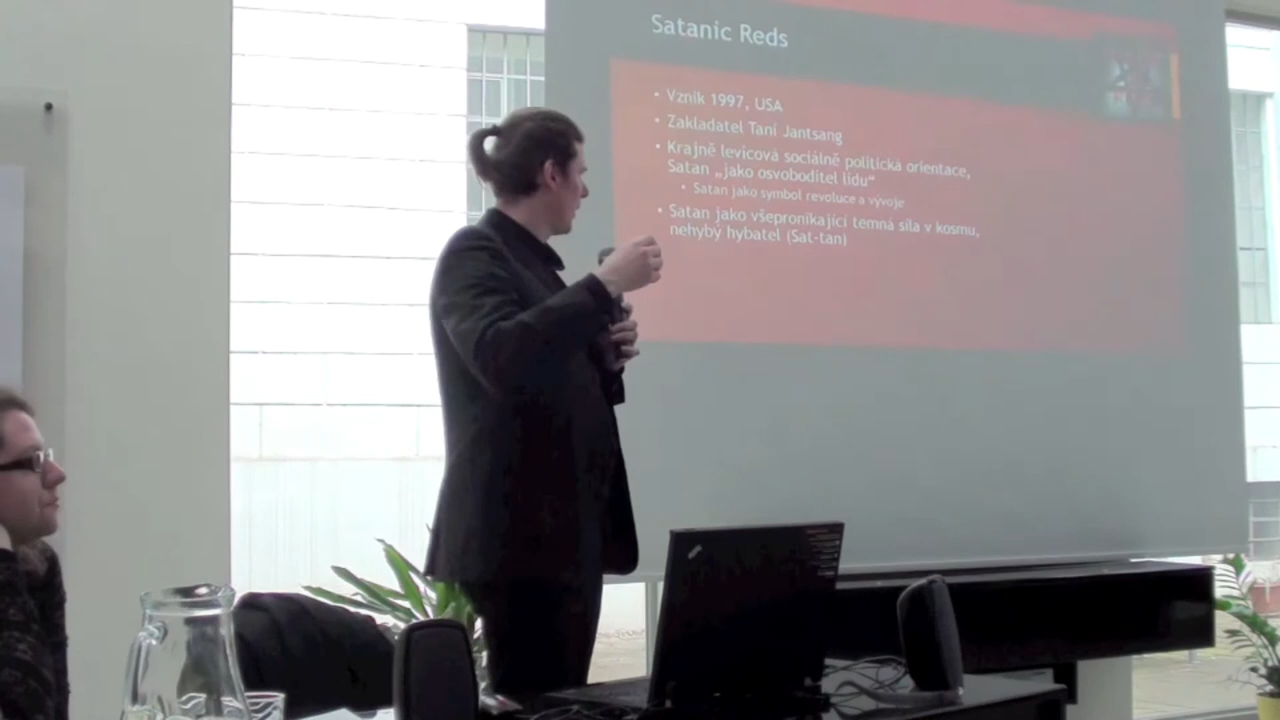 Satanic Reds
• Vznik 1997, USA
• Zakladatel Tani Jantsang
• Krajně levicová sociálně politická orientace,
Satan „jako osvoboditel lidu“
• Satan jako symbol revoluce a vývoje
• Satan jako všepronikající temná síla v kosmu,
nehybý hybatel (Sat-tan)